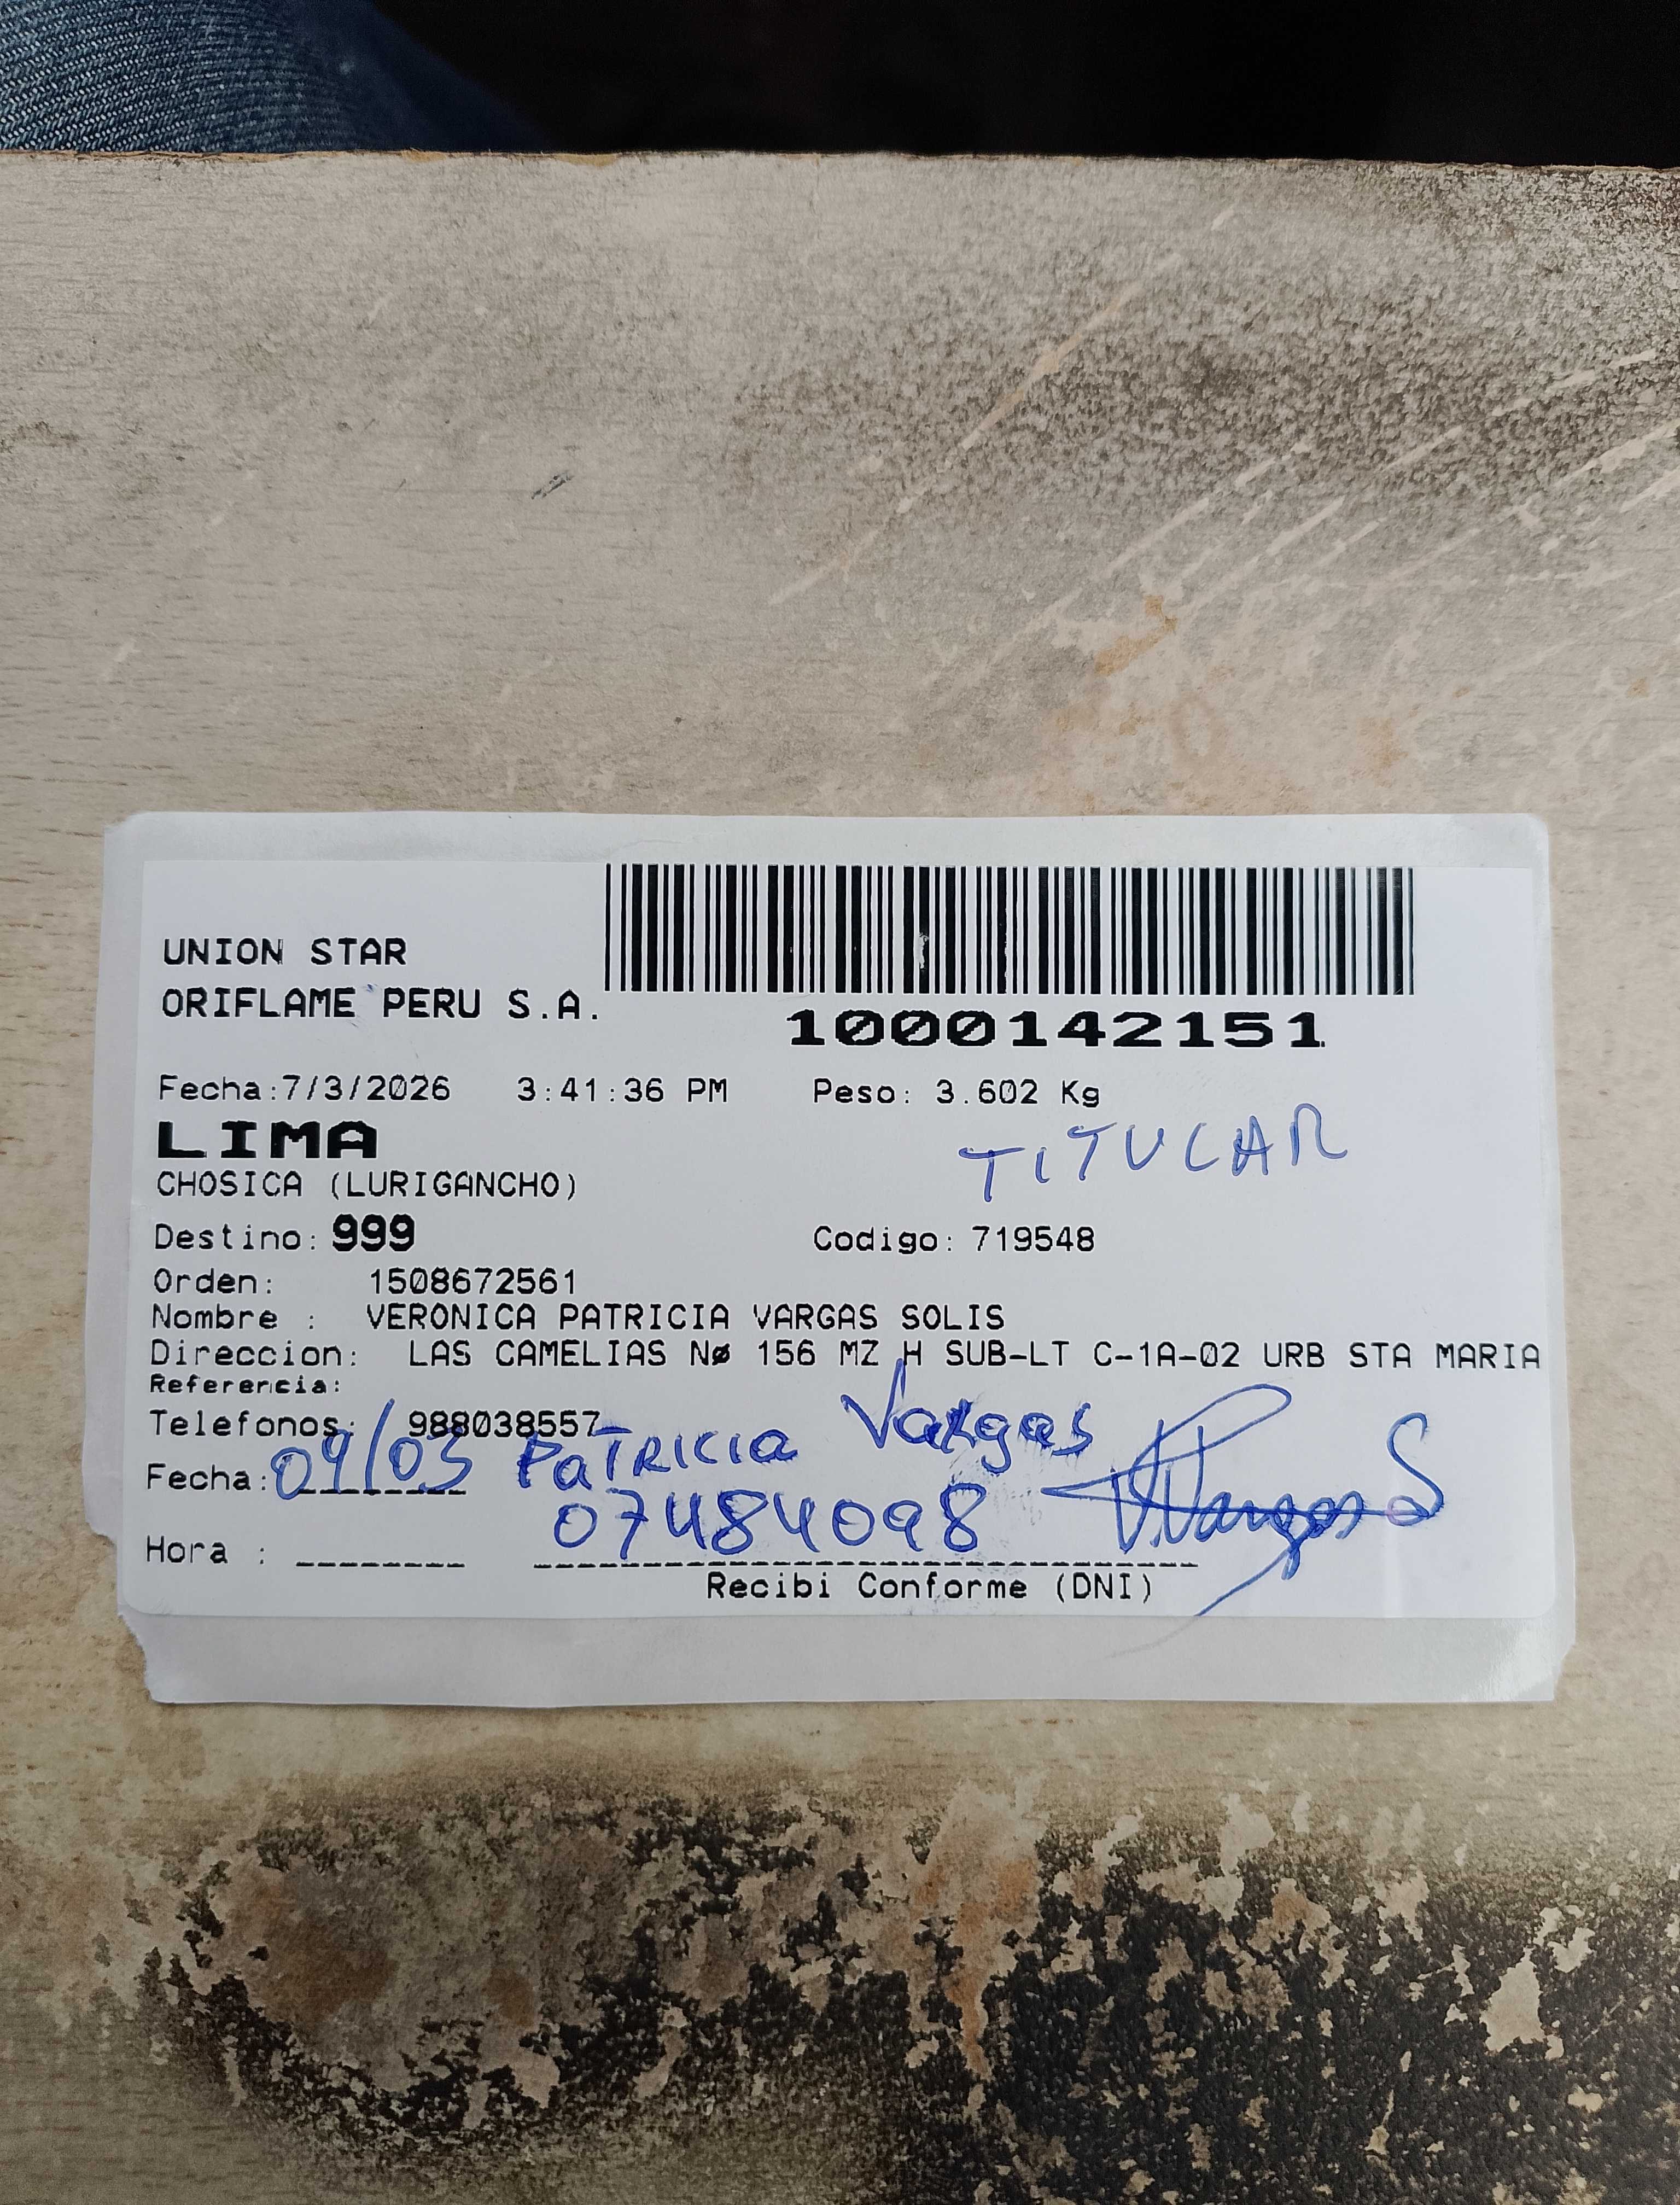 UNION STAR
ORIFLAME PERU S.A.
1000142151
Fecha:7/3/2026 3:41:36 PM Peso: 3.602 Kg
LIMA
TITULAR
CHOSICA (LURIGANCHO)
Destino: 999 Codigo: 719548
Orden: 1508672561
Nombre : VERONICA PATRICIA VARGAS SOLIS
Direccion: LAS CAMELIAS Nø 156 MZ H SUB-LT C-1A-02 URB STA MARIA
Referencia:
Telefonos: 988038557
Fecha: 09/03 PATRICIA Vargas
07484098 Vargas S
Hora :
Recibi Conforme (DNI)